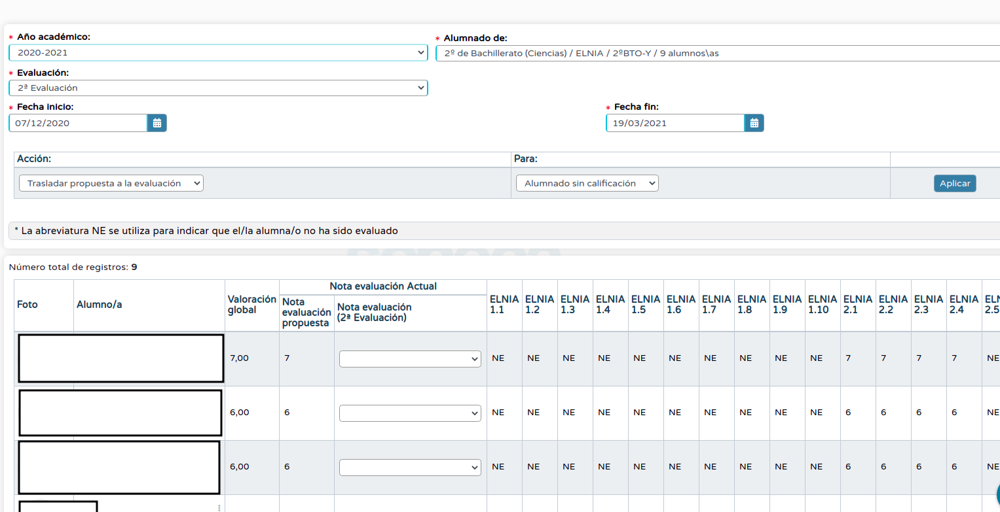 * Año académico:
2020-2021
* Alumnado de:
2º de Bachillerato (Ciencias) / ELNIA / 2ºBTO-Y / 9 alumnos\as
* Evaluación:
2ª Evaluación
* Fecha inicio:
07/12/2020
* Fecha fin:
19/03/2021
Acción: Para:
Trasladar propuesta a la evaluación Alumnado sin calificación Aplicar
* La abreviatura NE se utiliza para indicar que el/la alumna/o no ha sido evaluado
Número total de registros: 9
Foto
Alumno/a
Valoración
global
Nota evaluación Actual
Nota
evaluación
propuesta
Nota evaluación
(2ª Evaluación)
ELNIA
1.1
ELNIA
1.2
ELNIA
1.3
ELNIA
1.4
ELNIA
1.5
ELNIA
1.6
ELNIA
1.7
ELNIA
1.8
ELNIA
1.9
ELNIA
1.10
ELNIA
2.1
ELNIA
2.2
ELNIA
2.3
ELNIA
2.4
2.5
7,00 7 NE NE NE NE NE NE NE NE NE NE 7 7 7 7 NE
6,00 6 NE NE NE NE NE NE NE NE NE NE 6 6 6 6 NE
6,00 6 NE NE NE NE NE NE NE NE NE NE 6 6 6 6 NE